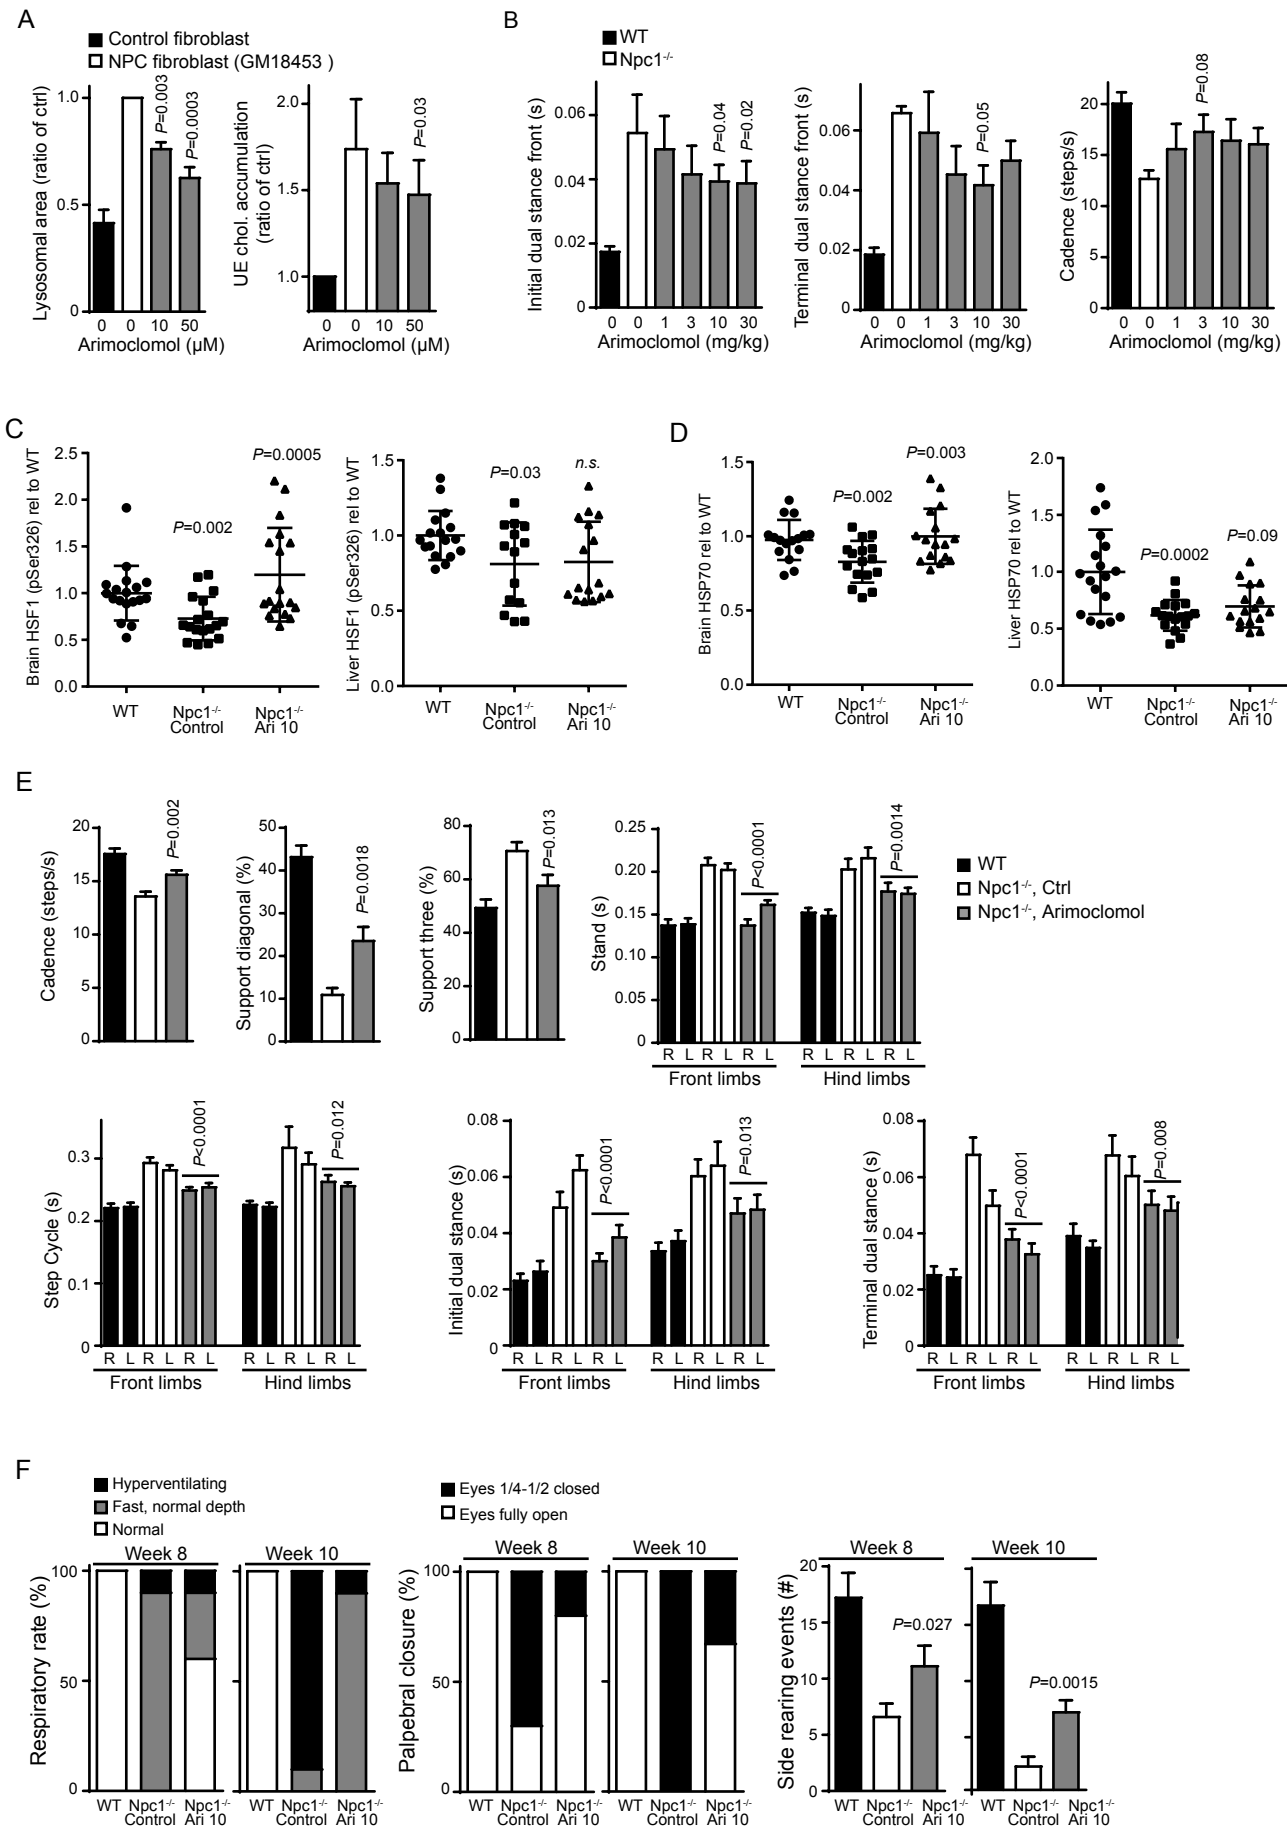 A
Control fibroblast
NPC fibroblast (GM18453 )
Lysosomal area (ratio of ctrl)
1.0
0.5
0
P=0.003
P=0.0003
0 0 10 50
Arimoclomol (µM)
UE chol. accumulation
(ratio of ctrl)
2.0
1.5
1.0
P=0.03
0 0 10 50
Arimoclomol (µM)
B
WT
Npc1-/-
Initial dual stance front (s)
0.06
0.04
0.02
0
P=0.04
P=0.02
0 0 1 3 10 30
Arimoclomol (mg/kg)
Terminal dual stance front (s)
0.06
0.04
0.02
0
P=0.05
0 0 1 3 10 30
Arimoclomol (mg/kg)
Cadence (steps/s)
20
15
10
5
0
P=0.08
0 0 1 3 10 30
Arimoclomol (mg/kg)
C
Brain HSF1 (pSer326) rel to WT
2.5
2.0
1.5
1.0
0.5
0.0
P=0.002
P=0.0005
WT Npc1-/- Npc1-/-
Control Ari 10
Liver HSF1 (pSer326) rel to WT
1.5
1.0
0.5
0.0
P=0.03
n.s.
WT Npc1-/- Npc1-/-
Control Ari 10
D
Brain HSP70 rel to WT
1.5
1.0
0.5
0.0
P=0.002
P=0.003
WT Npc1-/- Npc1-/-
Control Ari 10
Liver HSP70 rel to WT
2.0
1.5
1.0
0.5
0.0
P=0.0002
P=0.09
WT Npc1-/- Npc1-/-
Control Ari 10
E
Cadence (steps/s)
20
15
10
5
0
P=0.002
Support diagonal (%)
50
40
30
20
10
0
P=0.0018
Support three (%)
80
60
40
20
0
P=0.013
Stand (s)
0.25
0.20
0.15
0.10
0.05
0
P<0.0001
P=0.0014
R L R L R L R L R L R L
Front limbs Hind limbs
WT
Npc1-/-, Ctrl
Npc1-/-, Arimoclomol
Step Cycle (s)
0.3
0.2
0.1
0
P<0.0001
P=0.012
R L R L R L R L R L R L
Front limbs Hind limbs
Initial dual stance (s)
0.08
0.06
0.04
0.02
0
P<0.0001
P=0.013
R L R L R L R L R L R L
Front limbs Hind limbs
Terminal dual stance (s)
0.08
0.06
0.04
0.02
0
P<0.0001
P=0.008
R L R L R L R L R L R L
Front limbs Hind limbs
F
Hyperventilating
Fast, normal depth
Normal
Week 8 Week 10
Respiratory rate (%)
100
50
0
WT Npc1-/- Npc1-/- WT Npc1-/- Npc1-/-
Control Ari 10 Control Ari 10
Eyes 1/4-1/2 closed
Eyes fully open
Week 8 Week 10
Palpebral closure (%)
100
50
0
WT Npc1-/- Npc1-/- WT Npc1-/- Npc1-/-
Control Ari 10 Control Ari 10
Week 8 Week 10
Side rearing events (#)
20
15
10
5
0
P=0.027
P=0.0015
WT Npc1-/- Npc1-/- WT Npc1-/- Npc1-/-
Control Ari 10 Control Ari 10